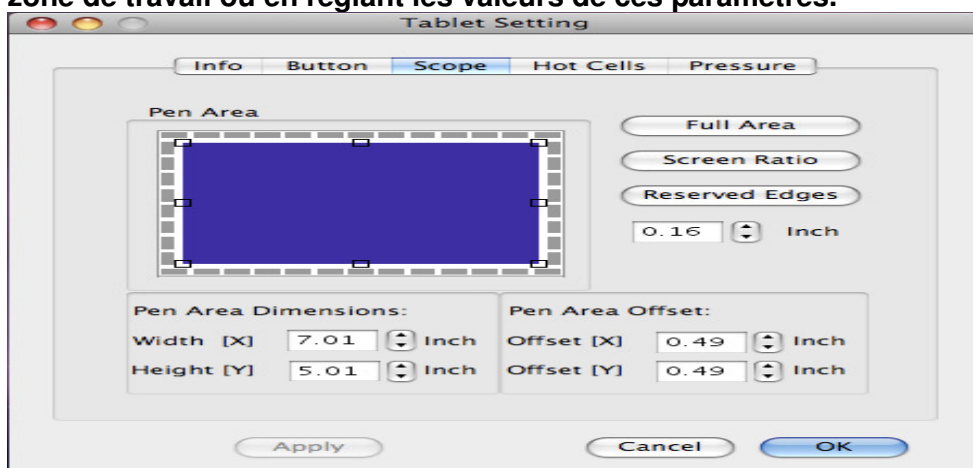 zone de travail ou en réglant les valeurs de ces paramètres.
Tablet Setting
Info Button Scope Hot Cells Pressure
Pen Area
Full Area
Screen Ratio
Reserved Edges
0.16 Inch
Pen Area Dimensions: Pen Area Offset:
Width [X] 7.01 Inch Offset [X] 0.49 Inch
Height [Y] 5.01 Inch Offset [Y] 0.49 Inch
Apply Cancel OK